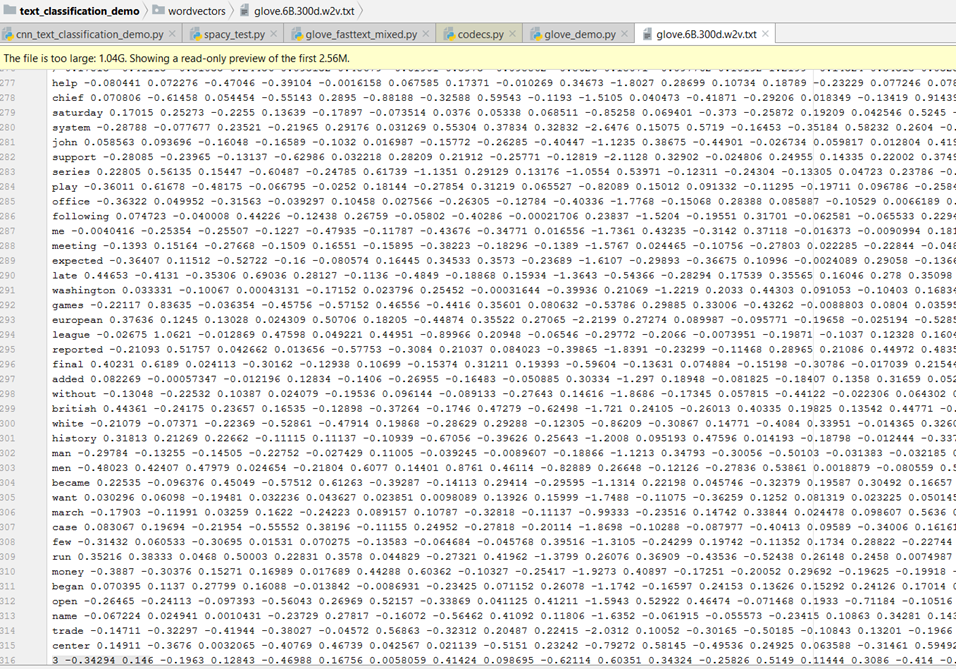 text_classification_demo wordvectors glove.6B.300d.w2v.txt
cnn_text_classification_demo.py spacy_test.py glove_fasttext_mixed.py codecs.py glove_demo.py glove.6B.300d.w2v.txt
The file is too large: 1.04G. Showing a read-only preview of the first 2.56M.
277 help -0.080441 0.072276 -0.47046 -0.39104 -0.0016158 0.067585 0.17371 -0.010269 0.34673 -1.8027 0.28699 0.10734 0.18789 -0.23229 0.077246 0.078
278 chief 0.070806 -0.61458 0.054454 -0.55143 0.2895 -0.88188 -0.32588 0.59543 -0.1193 -1.5105 0.040473 -0.41871 -0.29206 0.018349 -0.13419 0.91439
279 saturday 0.17015 0.25273 -0.2255 0.13639 -0.17897 -0.073514 0.0376 0.05338 0.068511 -0.85258 0.069401 -0.373 -0.25872 0.19209 0.042546 0.5245 -
280 system -0.28788 -0.077677 0.23521 -0.21965 0.29176 0.031269 0.55304 0.37834 0.32832 -2.6476 0.15075 0.5719 -0.16453 -0.35184 0.58232 0.2604 -0
281 john 0.058563 0.093696 -0.16048 -0.16589 -0.1032 0.016987 -0.15772 -0.26285 -0.40447 -1.1235 0.38675 -0.44901 -0.026734 0.059817 0.012804 0.419
282 support -0.28085 -0.23965 -0.13137 -0.62986 0.032218 0.28209 0.21912 -0.25771 -0.12819 -2.1128 0.32902 -0.024806 0.24955 0.14335 0.22002 0.3749
283 series 0.22805 0.56135 0.15447 -0.60487 -0.24785 0.61739 -1.1351 0.29129 0.13176 -1.0554 0.53971 -0.12311 -0.24304 -0.13305 0.04723 0.23786 -0
284 play -0.36011 0.61678 -0.48175 -0.066795 -0.0252 0.18144 -0.27854 0.31219 0.065527 -0.82089 0.15012 0.091332 -0.11295 -0.19711 0.096786 -0.2584
285 office -0.36322 0.049952 -0.31563 -0.039297 0.10458 0.027566 -0.26305 -0.12784 -0.40336 -1.7768 -0.15068 0.28388 0.085887 -0.10529 0.0066189 0
286 following 0.074723 -0.040008 0.44226 -0.12438 0.26759 -0.05802 -0.40286 -0.00021706 0.23837 -1.5204 -0.19551 0.31701 -0.062581 -0.065533 0.2294
287 me -0.0040416 -0.25354 -0.25507 -0.1227 -0.47935 -0.11787 -0.43676 -0.34771 0.016556 -1.7361 0.43235 -0.3142 0.37118 -0.016373 -0.0090994 0.181
288 meeting -0.1393 0.15164 -0.27668 -0.1509 0.16551 -0.15895 -0.38223 -0.18296 -0.1389 -1.5767 0.024465 -0.10756 -0.27803 0.022285 -0.22844 -0.048
289 expected -0.36407 0.11512 -0.52722 -0.16 -0.080574 0.16445 0.34533 0.3573 -0.23689 -1.6107 -0.29893 -0.36675 0.10996 -0.0024089 0.29058 -0.1366
290 late 0.44653 -0.4131 -0.35306 0.69036 0.28127 -0.1136 -0.4849 -0.18868 0.15934 -1.3643 -0.54366 -0.28294 0.17539 0.35565 0.16046 0.278 0.35098
291 washington 0.033331 -0.10067 0.00043131 -0.17152 0.023796 0.25452 -0.00031644 -0.39936 0.21069 -1.2219 0.2033 0.44303 0.091053 -0.10403 0.16834
292 games -0.22117 0.83635 -0.036354 -0.45756 -0.57152 0.46556 -0.4416 0.35601 0.080632 -0.53786 0.29885 0.33006 -0.43262 -0.0088803 0.0804 0.0359
293 european 0.37636 0.1245 0.13028 0.024309 0.50706 0.18205 -0.44874 0.35522 0.27065 -2.2199 0.27274 0.089987 -0.095771 -0.19658 -0.025194 -0.5285
294 league -0.02675 1.0621 -0.012869 0.47598 0.049221 0.44951 -0.89966 0.20948 -0.06546 -0.29772 -0.2066 -0.0073951 -0.19871 -0.1037 0.12328 0.1604
295 reported -0.21093 0.51757 0.042662 0.013656 -0.57753 -0.3084 0.21037 0.084023 -0.39865 -1.8391 -0.23299 -0.11468 0.28965 0.21086 0.44972 0.4835
296 final 0.40231 0.6189 0.024113 -0.30162 -0.12938 0.10699 -0.15374 0.31211 0.19393 -0.59604 -0.13631 0.074884 -0.15198 -0.30786 -0.017039 0.2154
297 added 0.082269 -0.00057347 -0.012196 0.12834 -0.1406 -0.26955 -0.16483 -0.050885 0.30334 -1.297 0.18948 -0.081825 -0.18407 0.1358 0.31659 0.052
298 without -0.13048 -0.22532 0.10387 0.024079 -0.19536 0.096144 -0.089133 -0.27643 0.14616 -1.8686 -0.17345 0.057815 -0.44122 -0.022306 0.064302 0
299 british 0.44361 -0.24175 0.23657 0.16535 -0.12898 -0.37264 -0.1746 0.47279 -0.62498 -1.721 0.24105 -0.26013 0.40335 0.19825 0.13542 0.44771 -0
300 white -0.21079 -0.07371 -0.22369 -0.52861 -0.47914 0.19868 -0.28629 0.29288 -0.12305 -0.86209 -0.30867 0.14771 -0.4084 0.33951 -0.014365 0.3260
301 history 0.31813 0.21269 0.22662 -0.11115 0.11137 -0.10939 -0.67056 -0.39626 0.25643 -1.2008 0.095193 0.47596 0.014193 -0.18798 -0.012444 -0.337
302 man -0.29784 -0.13255 -0.14505 -0.22752 -0.027429 0.11005 -0.039245 -0.0089607 -0.18866 -1.1213 0.34793 -0.30056 -0.50103 -0.031383 -0.032185 0
303 men -0.48023 0.42407 0.47979 0.024654 -0.21804 0.6077 0.14401 0.8761 0.46114 -0.82889 0.26648 -0.12126 -0.27836 0.53861 0.0018879 -0.080559 0.5
304 became 0.22535 -0.096376 0.45049 -0.57512 0.61263 -0.39287 -0.14113 0.29414 -0.29595 -1.1314 0.22198 0.045746 -0.32379 0.19587 0.30492 0.16657
305 want 0.030296 0.06098 -0.19481 0.032236 0.043627 0.023851 0.0098089 0.13926 0.15999 -1.7488 -0.11075 -0.36259 0.1252 0.081319 0.023225 0.05014
306 march -0.17903 -0.11991 0.03259 0.1622 -0.24223 0.089157 0.10787 -0.32818 -0.11137 -0.99333 -0.23516 0.14742 0.33844 0.024478 0.098607 0.5636 0
307 case 0.083067 0.19694 -0.21954 -0.55552 0.38196 -0.11155 0.24952 -0.27818 -0.20114 -1.8698 -0.10288 -0.087977 -0.40413 0.09589 -0.34006 0.16161
308 few -0.31432 0.060533 -0.30695 0.01531 0.070275 -0.13583 -0.064684 -0.045768 0.39516 -1.3105 -0.24299 0.19742 -0.11352 0.1734 0.28822 -0.22744
309 run 0.35216 0.38333 0.0468 0.50003 0.22831 0.3578 0.044829 -0.27321 0.41962 -1.3799 0.26076 0.36909 -0.43536 -0.52438 0.26148 0.2458 0.0074987
310 money -0.3887 -0.30376 0.15271 0.16989 0.017689 0.44288 0.60362 -0.10327 -0.25417 -1.9273 0.40897 -0.17251 -0.20052 0.29692 -0.19625 -0.19918 -
311 began 0.070395 0.1137 0.27799 0.16088 -0.013842 -0.0086931 -0.23425 0.071152 0.26078 -1.1742 -0.16597 0.24153 0.13626 0.15292 0.24126 0.17014 0
312 open -0.26465 -0.24113 -0.097393 -0.56043 0.26969 0.52157 -0.33869 0.041125 0.41211 -1.5943 0.52922 0.46474 -0.071468 0.1933 -0.71184 -0.10516
313 name -0.067224 0.024941 0.0010431 -0.23729 0.27817 -0.16072 -0.56462 0.41092 0.11806 -1.6352 -0.061915 -0.055573 -0.23415 0.10863 0.34281 0.143
314 trade -0.14711 -0.32297 -0.41944 -0.38027 -0.04572 0.56863 -0.32312 0.20487 0.22415 -2.0312 0.10052 -0.30165 -0.50185 -0.10843 0.13201 -0.1966
315 center 0.14911 -0.3676 0.0032065 -0.40769 0.46739 0.24925 0.042567 0.021139 -0.5151 0.23242 -0.79272 0.58145 -0.49536 0.063665 -0.31461 0.59492
316 3 -0.34294 0.146 -0.1963 0.12843 -0.46988 0.16756 0.0058059 0.41424 0.098695 -0.62114 0.60351 0.34324 -0.25826 0.5149 0.11444 0.3086 -0.414 -0